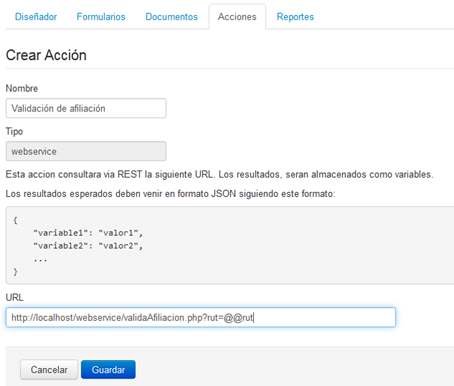 Diseñador Formularios Documentos Acciones Reportes
Crear Acción
Nombre
Validación de afiliación
Tipo
webservice
Esta accion consultara via REST la siguiente URL. Los resultados, seran almacenados como variables.
Los resultados esperados deben venir en formato JSON siguiendo este formato:
{
"variable1": "valor1",
"variable2": "valor2",
...
}
URL
http://localhost/webservice/validaAfiliacion.php?rut=@@rut
Cancelar Guardar